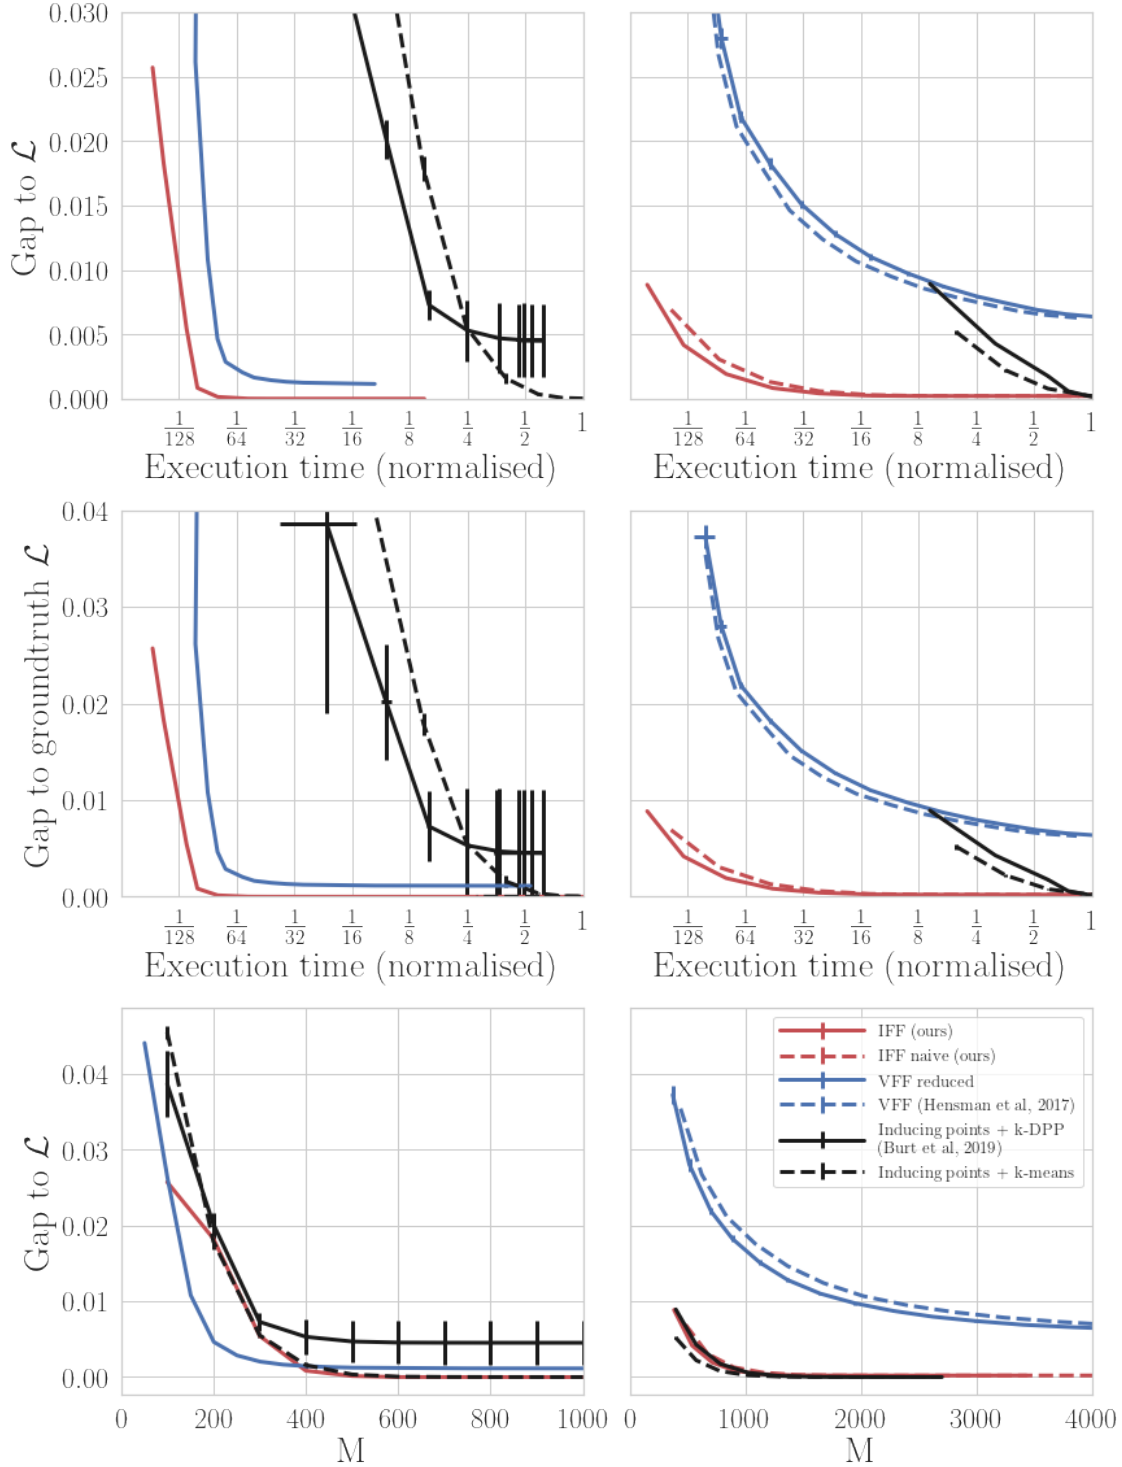 0.030
0.025
0.020
0.015
0.010
0.005
0.000
Gap to ℒ
1/128 1/64 1/32 1/16 1/8 1/4 1/2 1
Execution time (normalised)
1/128 1/64 1/32 1/16 1/8 1/4 1/2 1
Execution time (normalised)
0.04
0.03
0.02
0.01
0.00
Gap to groundtruth ℒ
1/128 1/64 1/32 1/16 1/8 1/4 1/2 1
Execution time (normalised)
1/128 1/64 1/32 1/16 1/8 1/4 1/2 1
Execution time (normalised)
0.04
0.03
0.02
0.01
0.00
Gap to ℒ
0 200 400 600 800 1000
M
IFF (ours)
IFF naive (ours)
VFF reduced
VFF (Hensman et al, 2017)
Inducing points + k-DPP
(Burt et al, 2019)
Inducing points + k-means
0 1000 2000 3000 4000
M